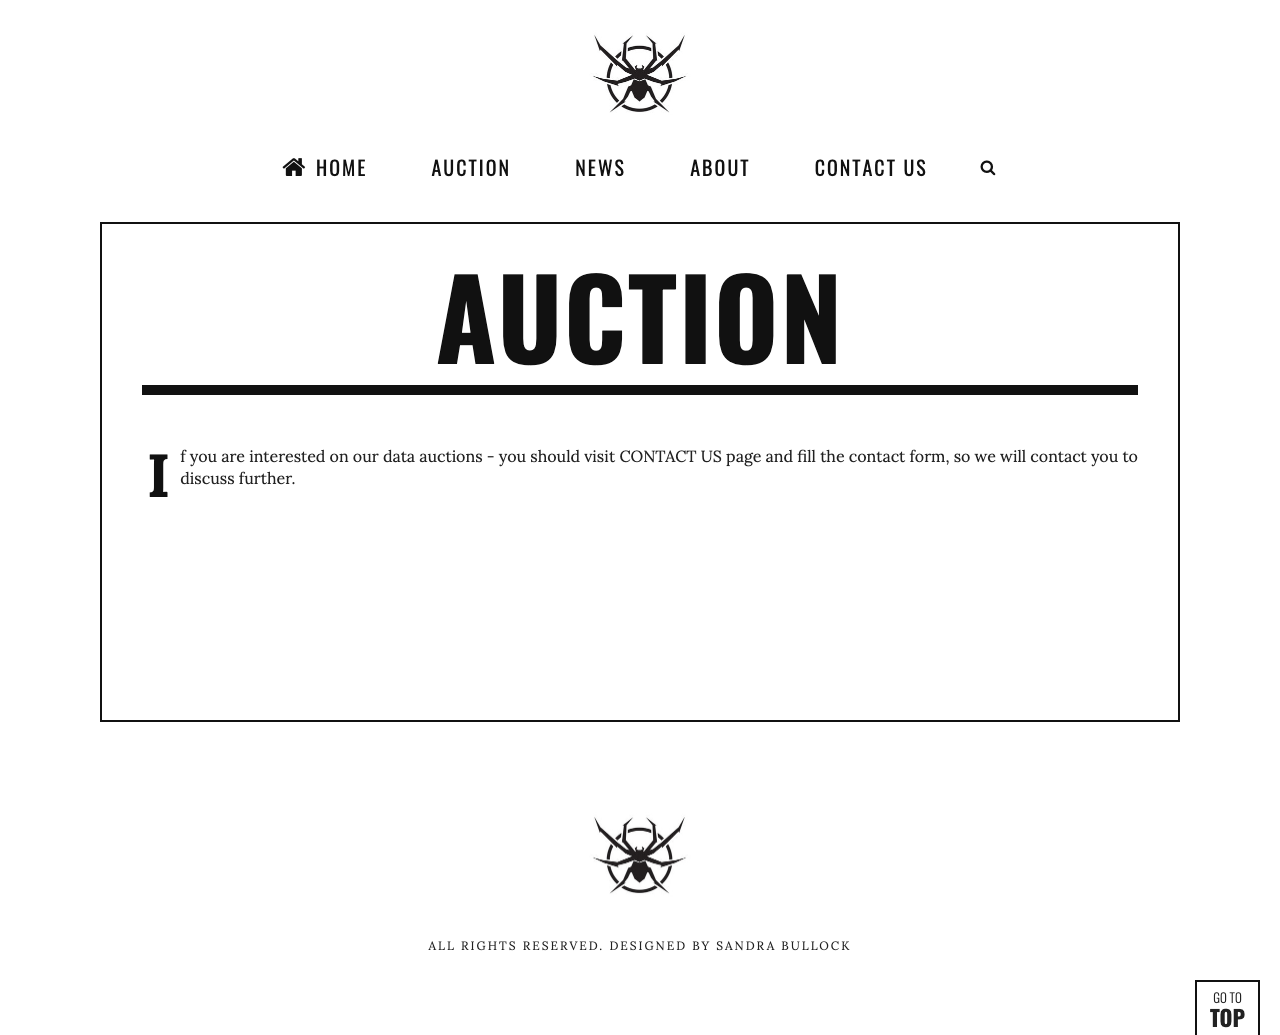 HOME AUCTION NEWS ABOUT CONTACT US
AUCTION
If you are interested on our data auctions - you should visit CONTACT US page and fill the contact form, so we will contact you to
discuss further.
ALL RIGHTS RESERVED. DESIGNED BY SANDRA BULLOCK
GO TO
TOP